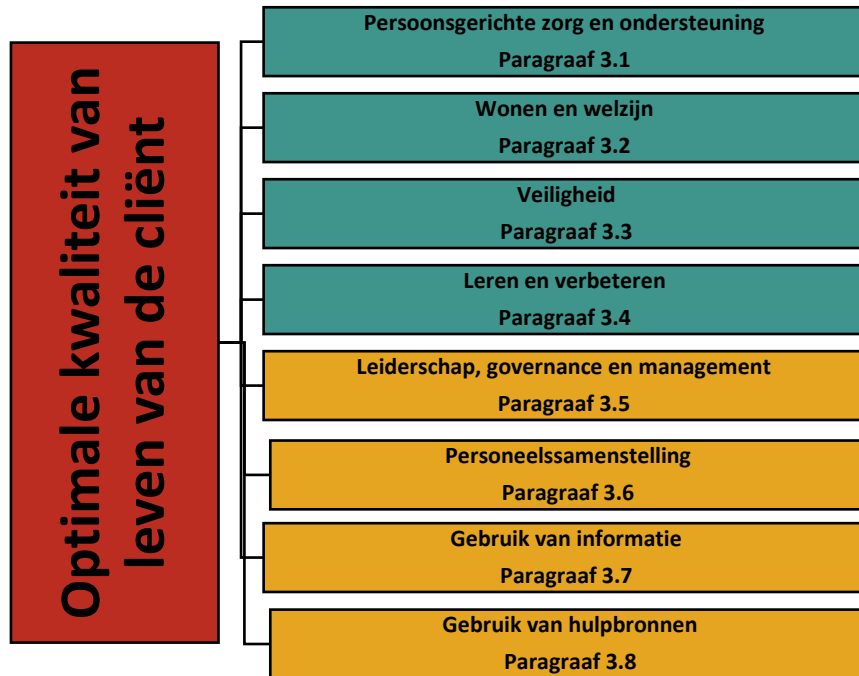 Optimale kwaliteit van
leven van de cliënt
Persoonsgerichte zorg en ondersteuning
Paragraaf 3.1
Wonen en welzijn
Paragraaf 3.2
Veiligheid
Paragraaf 3.3
Leren en verbeteren
Paragraaf 3.4
Leiderschap, governance en management
Paragraaf 3.5
Personeelssamenstelling
Paragraaf 3.6
Gebruik van informatie
Paragraaf 3.7
Gebruik van hulpbronnen
Paragraaf 3.8